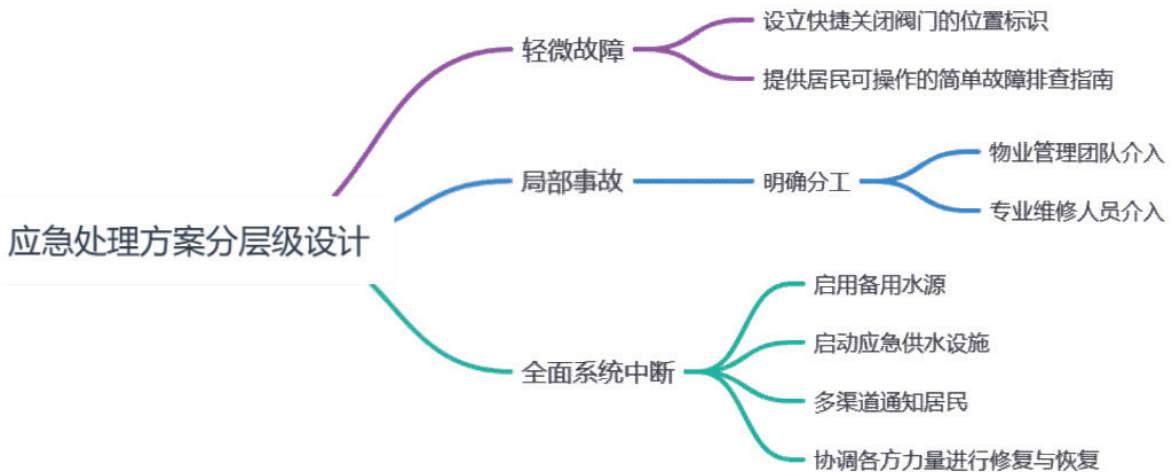 应急处理方案分层级设计
轻微故障
设立快捷关闭阀门的位置标识
提供居民可操作的简单故障排查指南
局部事故
明确分工
物业管理团队介入
专业维修人员介入
全面系统中断
启用备用水源
启动应急供水设施
多渠道通知居民
协调各方力量进行修复与恢复